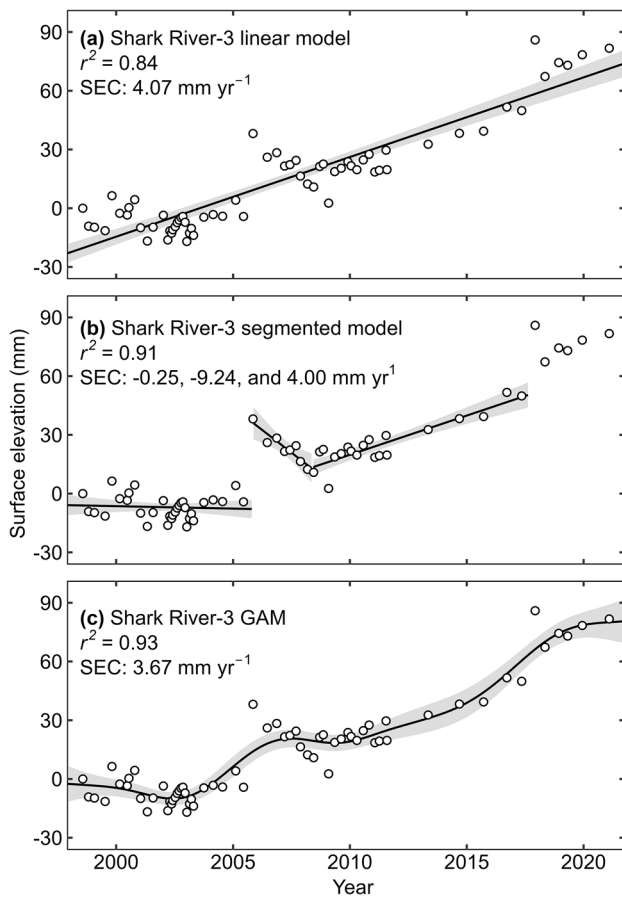 90
60
30
0
-30
(a) Shark River-3 linear model
r² = 0.84
SEC: 4.07 mm yr⁻¹
Surface elevation (mm)
90
60
30
0
-30
(b) Shark River-3 segmented model
r² = 0.91
SEC: -0.25, -9.24, and 4.00 mm yr¹
90
60
30
0
-30
(c) Shark River-3 GAM
r² = 0.93
SEC: 3.67 mm yr⁻¹
2000 2005 2010 2015 2020
Year